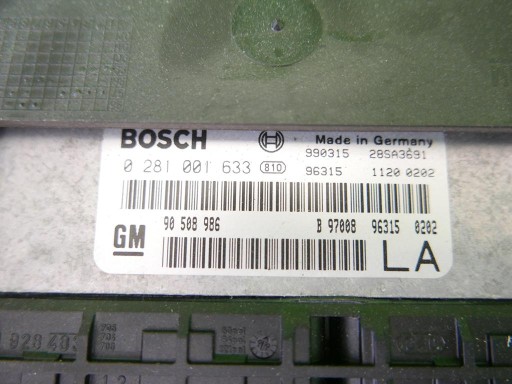 BOSCH Made in Germany
990315 28SA3691
0 281 001 633 810 96315 1120 0202
90 508 986 B 97008 96315 0202
GM
LA